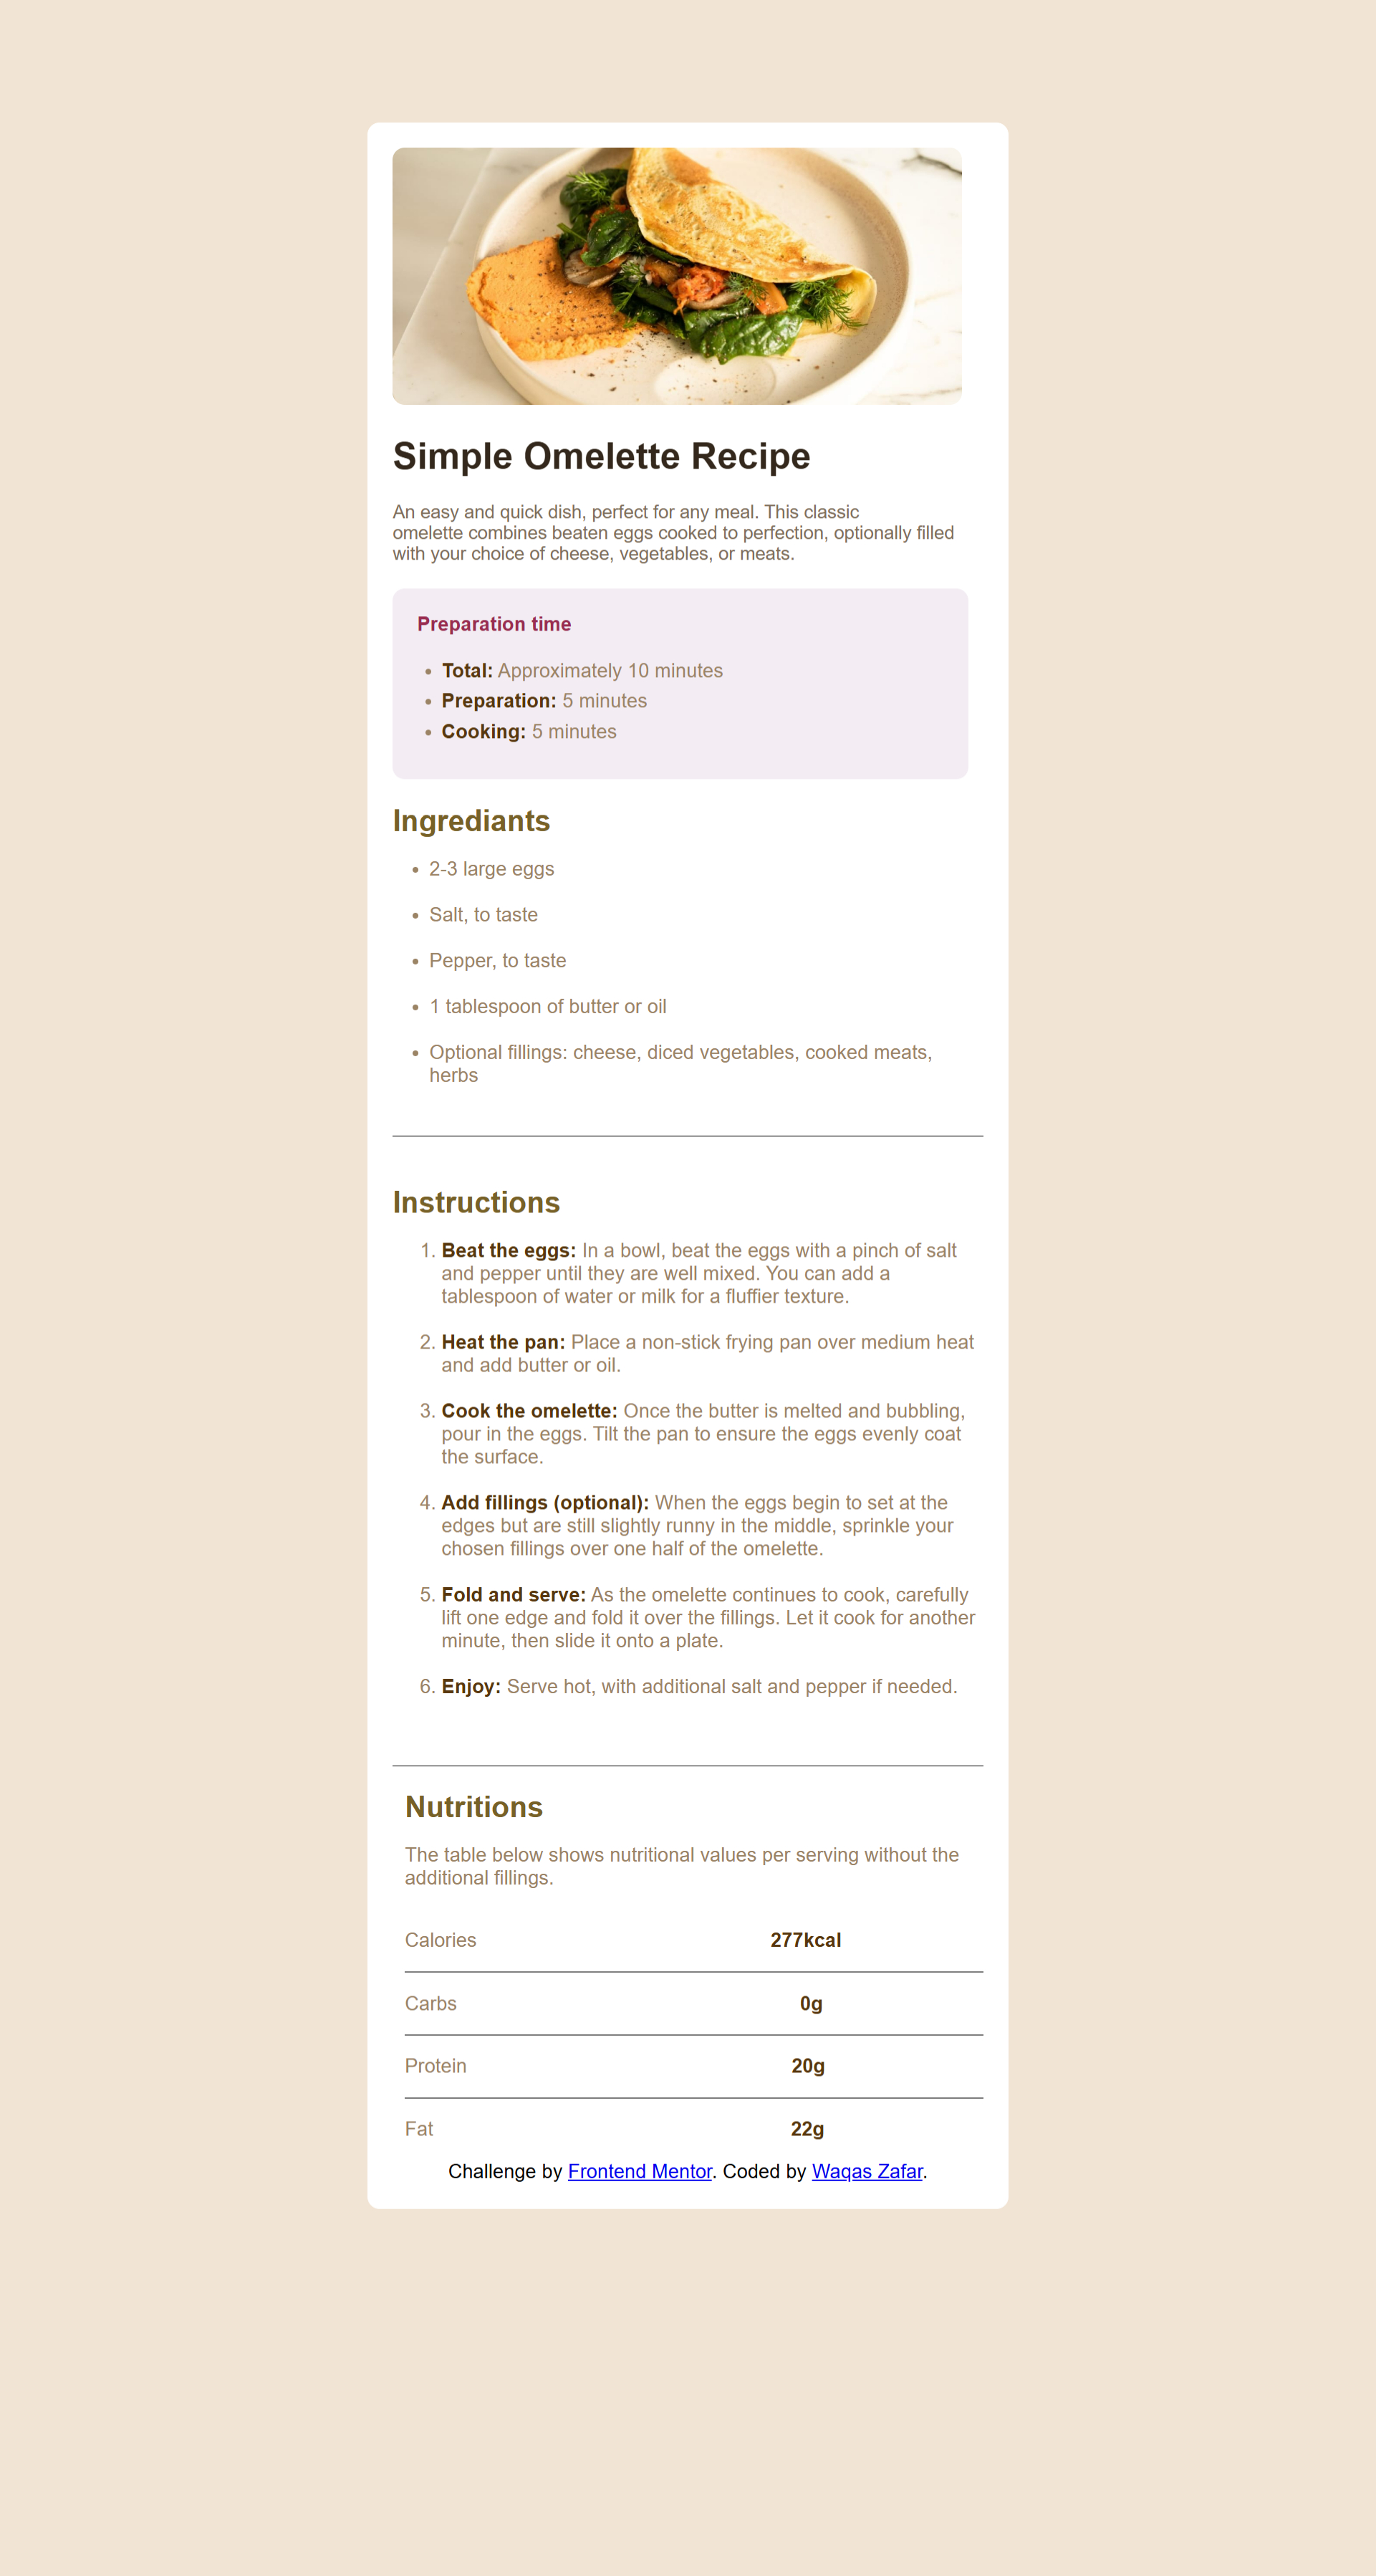 Simple Omelette Recipe
An easy and quick dish, perfect for any meal. This classic
omelette combines beaten eggs cooked to perfection, optionally filled
with your choice of cheese, vegetables, or meats.
Preparation time
• Total: Approximately 10 minutes
• Preparation: 5 minutes
• Cooking: 5 minutes
Ingrediants
• 2-3 large eggs
• Salt, to taste
• Pepper, to taste
• 1 tablespoon of butter or oil
• Optional fillings: cheese, diced vegetables, cooked meats,
herbs
Instructions
1. Beat the eggs: In a bowl, beat the eggs with a pinch of salt
and pepper until they are well mixed. You can add a
tablespoon of water or milk for a fluffier texture.
2. Heat the pan: Place a non-stick frying pan over medium heat
and add butter or oil.
3. Cook the omelette: Once the butter is melted and bubbling,
pour in the eggs. Tilt the pan to ensure the eggs evenly coat
the surface.
4. Add fillings (optional): When the eggs begin to set at the
edges but are still slightly runny in the middle, sprinkle your
chosen fillings over one half of the omelette.
5. Fold and serve: As the omelette continues to cook, carefully
lift one edge and fold it over the fillings. Let it cook for another
minute, then slide it onto a plate.
6. Enjoy: Serve hot, with additional salt and pepper if needed.
Nutritions
The table below shows nutritional values per serving without the
additional fillings.
Calories 277kcal
Carbs 0g
Protein 20g
Fat 22g
Challenge by Frontend Mentor. Coded by Waqas Zafar.